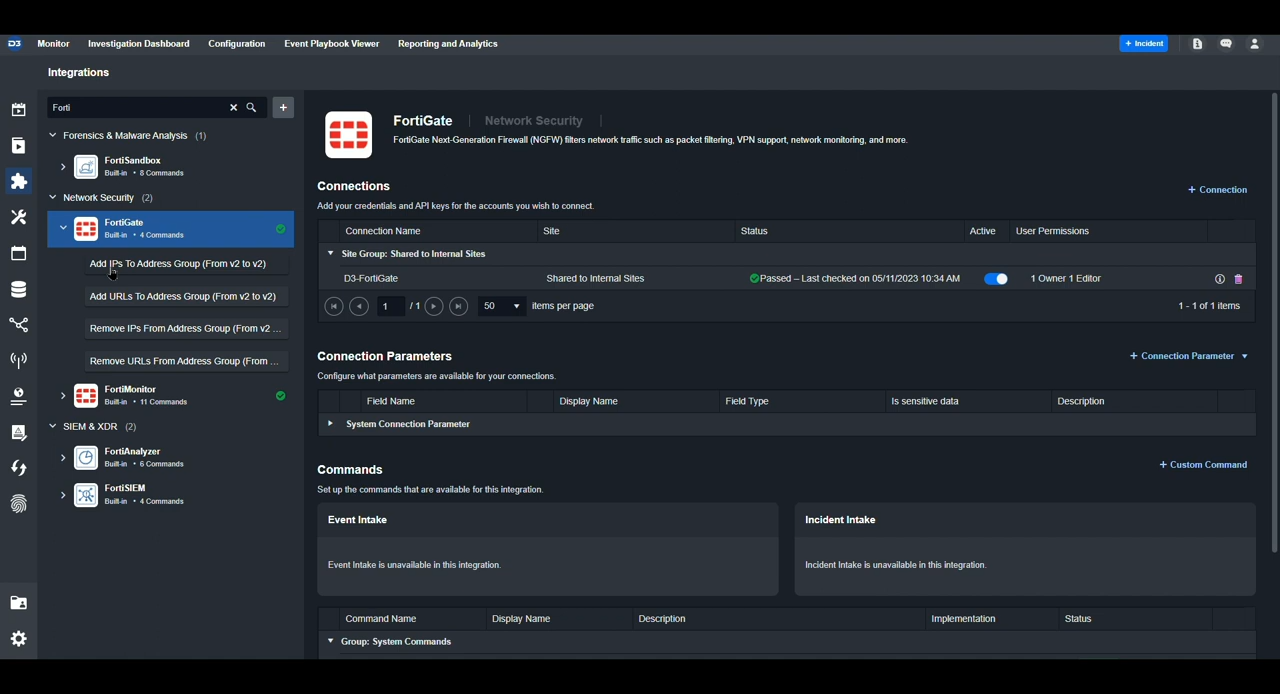 D3 Monitor Investigation Dashboard Configuration Event Playbook Viewer Reporting and Analytics + Incident
Integrations
Forti
Forensics & Malware Analysis (1)
FortiSandbox
Built-in • 8 Commands
Network Security (2)
FortiGate
Built-in • 4 Commands
Add IPs To Address Group (From v2 to v2)
Add URLs To Address Group (From v2 to v2)
Remove IPs From Address Group (From v2 ...
Remove URLs From Address Group (From ...
FortiMonitor
Built-in • 11 Commands
SIEM & XDR (2)
FortiAnalyzer
Built-in • 6 Commands
FortiSIEM
Built-in • 4 Commands
FortiGate | Network Security |
FortiGate Next-Generation Firewall (NGFW) filters network traffic such as packet filtering, VPN support, network monitoring, and more.
Connections
+ Connection
Add your credentials and API keys for the accounts you wish to connect.
Connection Name Site Status Active User Permissions
Site Group: Shared to Internal Sites
D3-FortiGate Shared to Internal Sites Passed – Last checked on 05/11/2023 10:34 AM 1 Owner 1 Editor
1 /1 50 items per page 1 - 1 of 1 items
Connection Parameters
+ Connection Parameter
Configure what parameters are available for your connections.
Field Name Display Name Field Type Is sensitive data Description
System Connection Parameter
Commands
+ Custom Command
Set up the commands that are available for this integration.
Event Intake
Event Intake is unavailable in this integration.
Incident Intake
Incident Intake is unavailable in this integration.
Command Name Display Name Description Implementation Status
Group: System Commands